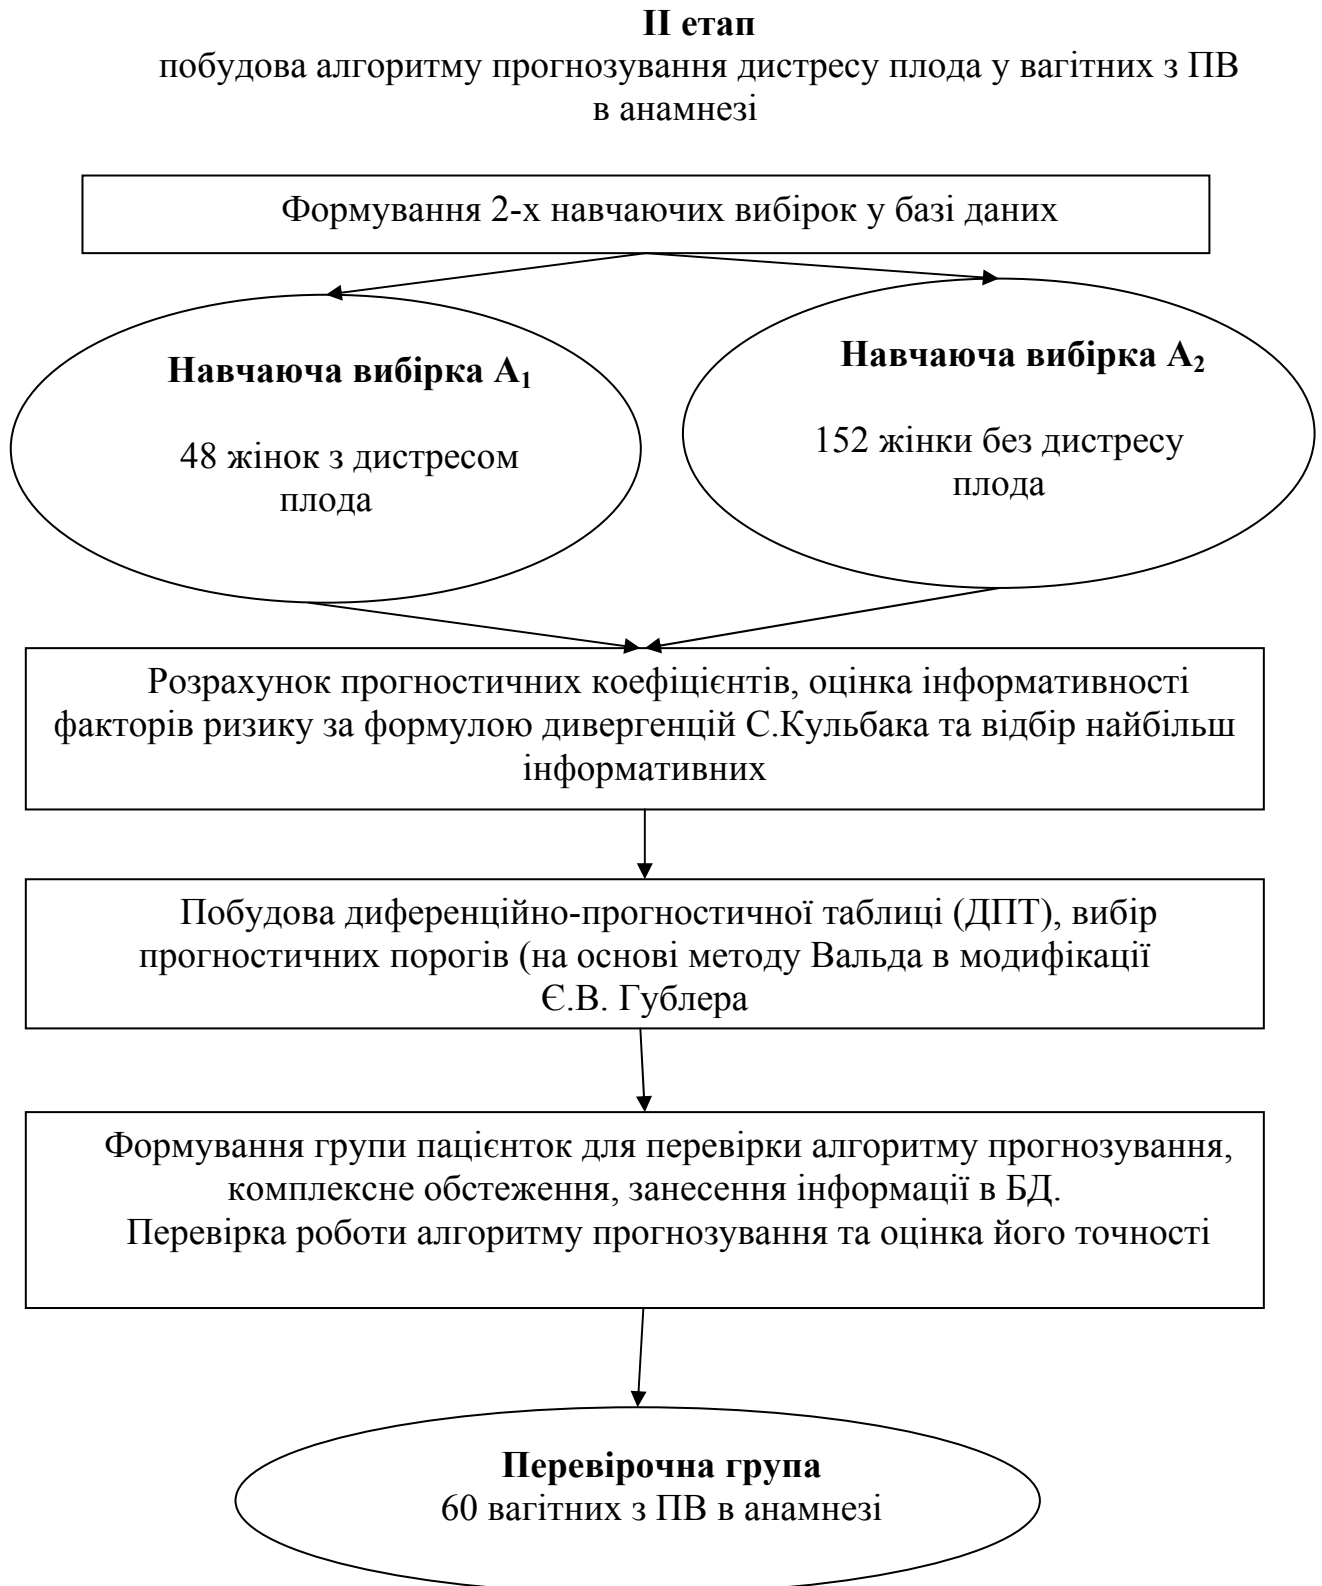 II етап
побудова алгоритму прогнозування дистресу плода у вагітних з ПВ
в анамнезі
Формування 2-х навчаючих вибірок у базі даних
Навчаюча вибірка А₁
48 жінок з дистресом
плода
Навчаюча вибірка А₂
152 жінки без дистресу
плода
Розрахунок прогностичних коефіцієнтів, оцінка інформативності
факторів ризику за формулою дивергенцій С.Кульбака та відбір найбільш
інформативних
Побудова диференційно-прогностичної таблиці (ДПТ), вибір
прогностичних порогів (на основі методу Вальда в модифікації
Є.В. Гублера
Формування групи пацієнток для перевірки алгоритму прогнозування,
комплексне обстеження, занесення інформації в БД.
Перевірка роботи алгоритму прогнозування та оцінка його точності
Перевірочна група
60 вагітних з ПВ в анамнезі